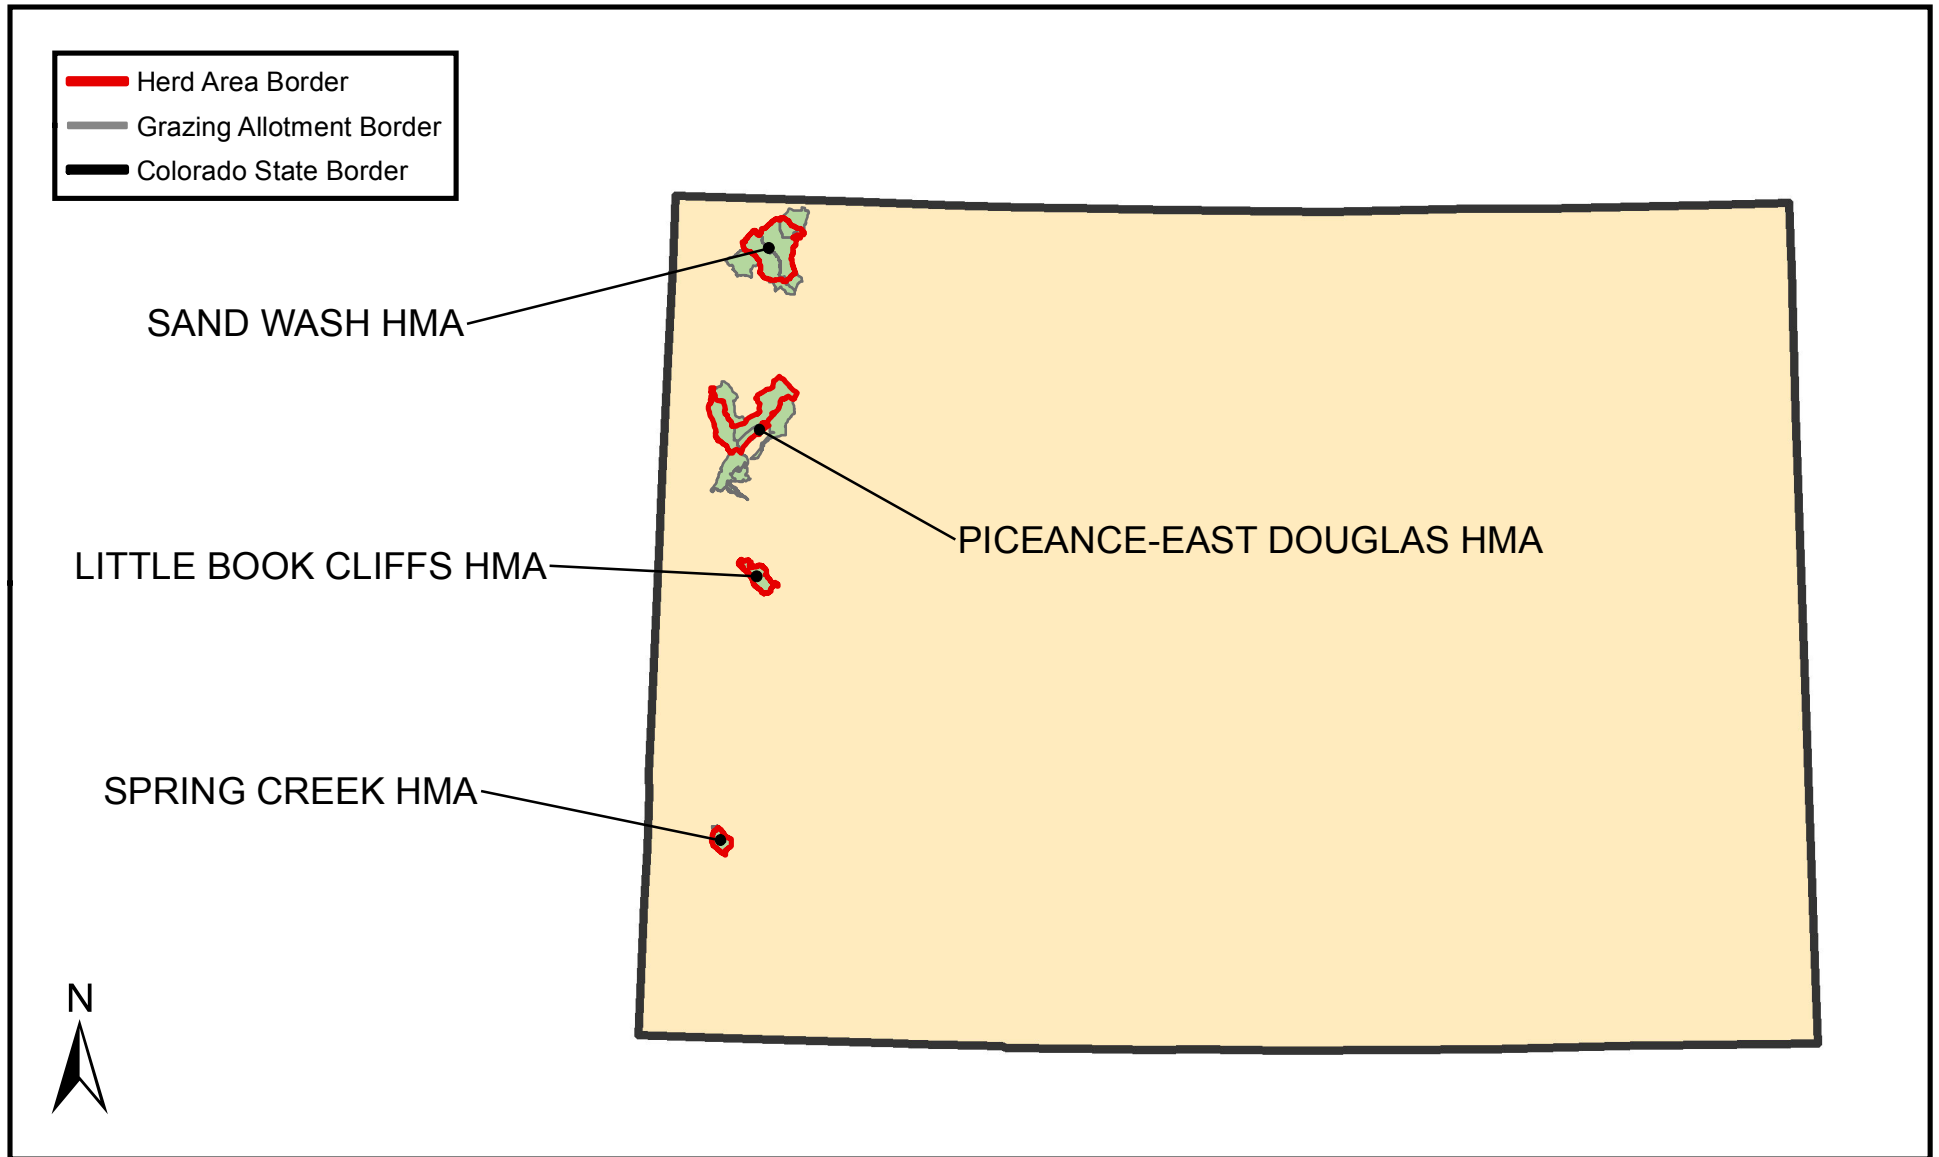 Herd Area Border
Grazing Allotment Border
Colorado State Border
SAND WASH HMA
PICEANCE-EAST DOUGLAS HMA
LITTLE BOOK CLIFFS HMA
SPRING CREEK HMA
N